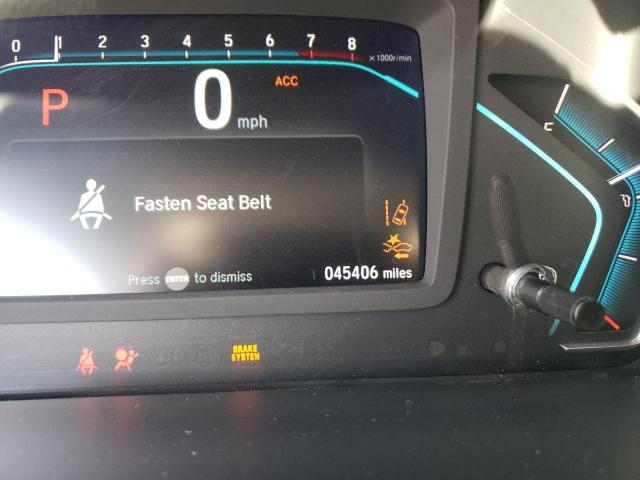 0 1 2 3 4 5 6 7 8
x1000r/min
ACC
P 0 mph
Fasten Seat Belt
Press ENTER to dismiss
045406 miles
BRAKE
SYSTEM